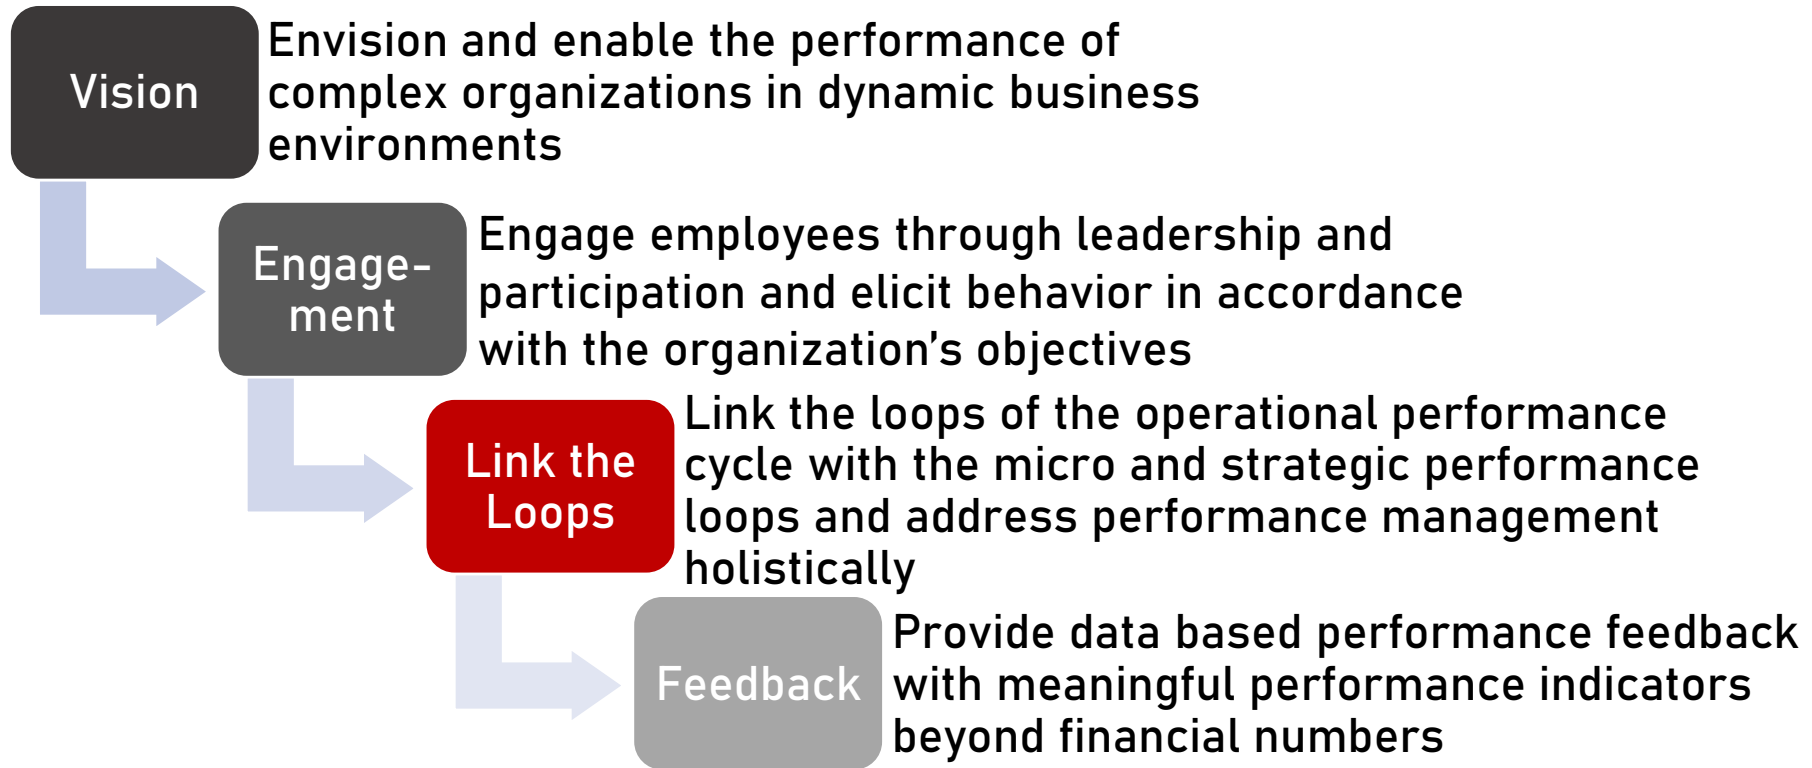 Vision
Envision and enable the performance of
complex organizations in dynamic business
environments
Engage-
ment
Engage employees through leadership and
participation and elicit behavior in accordance
with the organization’s objectives
Link the
Loops
Link the loops of the operational performance
cycle with the micro and strategic performance
loops and address performance management
holistically
Feedback
Provide data based performance feedback
with meaningful performance indicators
beyond financial numbers